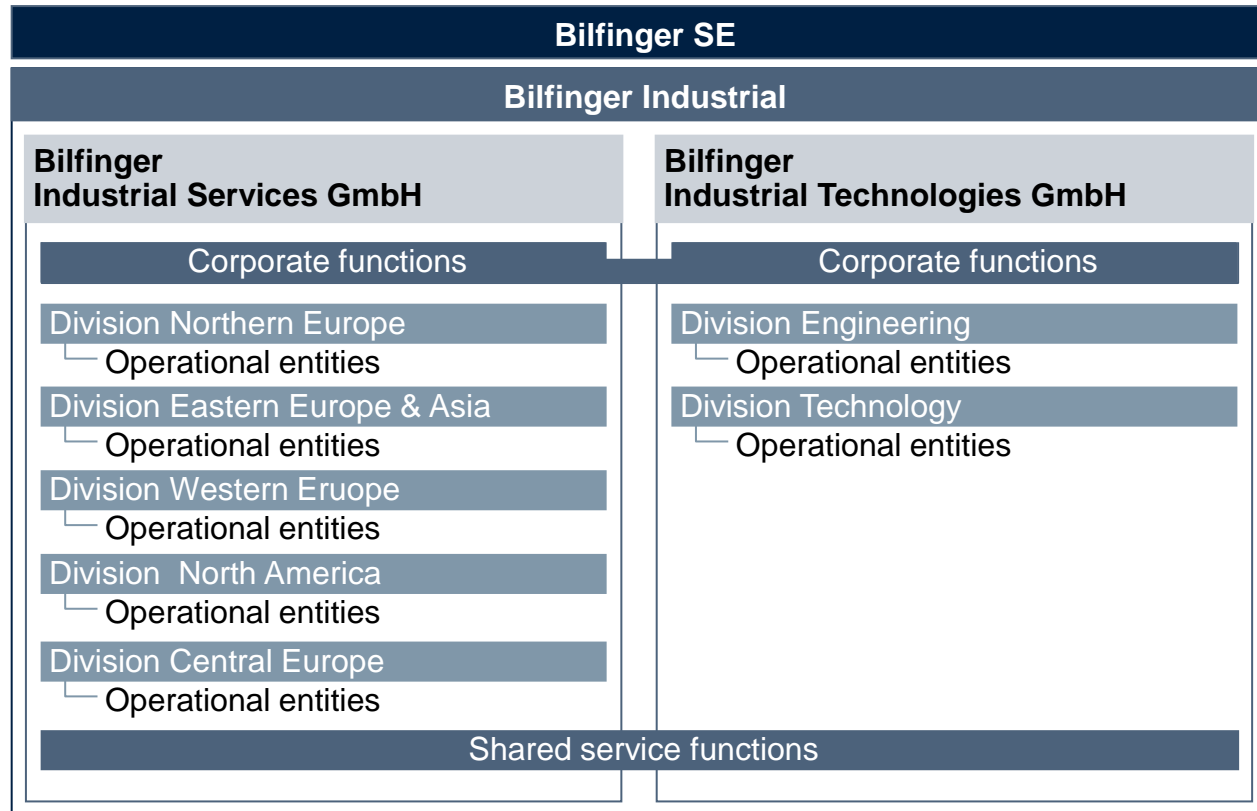 Bilfinger SE
Bilfinger Industrial
Bilfinger
Industrial Services GmbH
Corporate functions
Division Northern Europe
Operational entities
Division Eastern Europe & Asia
Operational entities
Division Western Eruope
Operational entities
Division  North America
Operational entities
Division Central Europe
Operational entities
Bilfinger
Industrial Technologies GmbH
Corporate functions
Division Engineering
Operational entities
Division Technology
Operational entities
Shared service functions